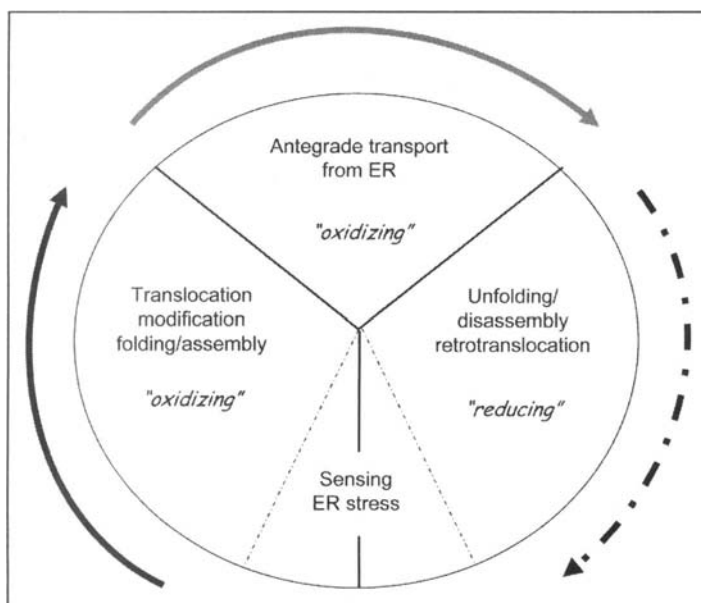 Antegrade transport
from ER
"oxidizing"
Translocation
modification
folding/assembly
"oxidizing"
Unfolding/
disassembly
retrotranslocation
"reducing"
Sensing
ER stress